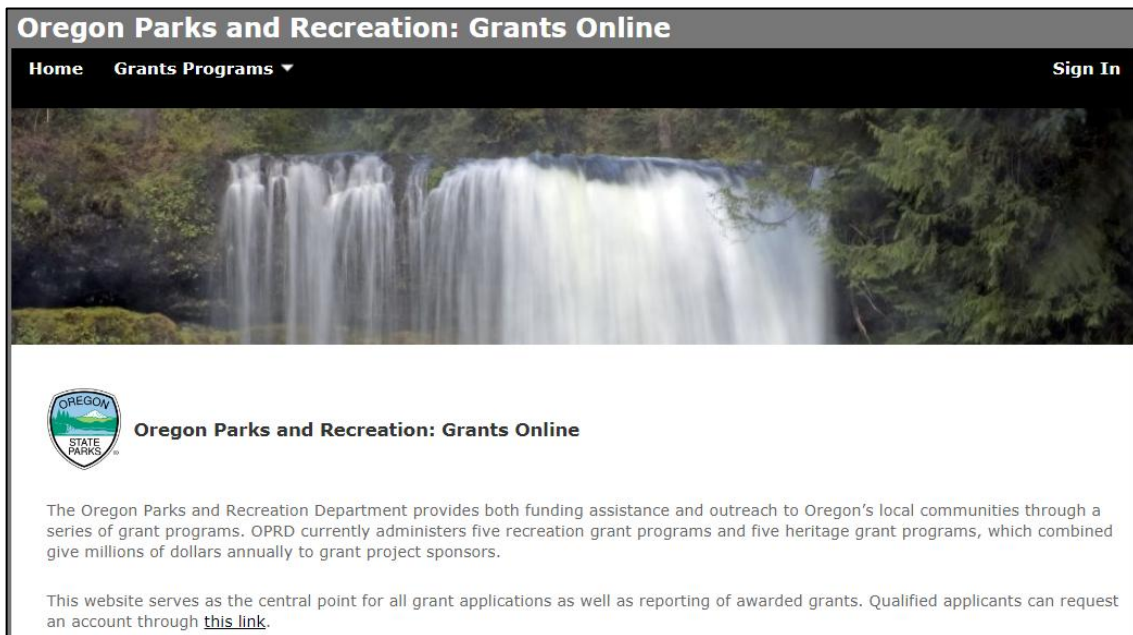 Oregon Parks and Recreation: Grants Online
Home Grants Programs Sign In
OREGON
STATE
PARKS
Oregon Parks and Recreation: Grants Online
The Oregon Parks and Recreation Department provides both funding assistance and outreach to Oregon’s local communities through a
series of grant programs. OPRD currently administers five recreation grant programs and five heritage grant programs, which combined
give millions of dollars annually to grant project sponsors.
This website serves as the central point for all grant applications as well as reporting of awarded grants. Qualified applicants can request
an account through this link.